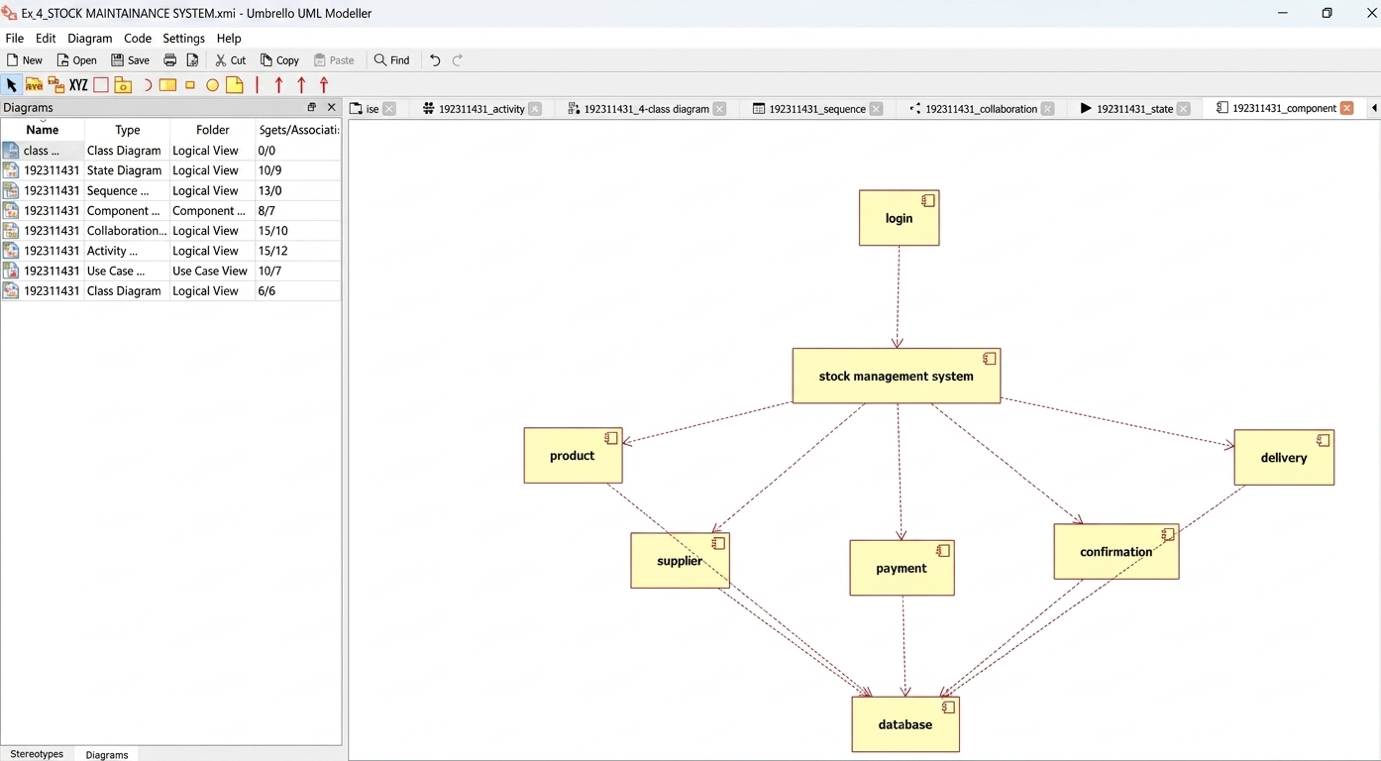 Ex_4_STOCK MAINTAINANCE SYSTEM.xmi - Umbrello UML Modeller
File Edit Diagram Code Settings Help
New Open Save Cut Copy Paste Find
XYZ
Diagrams
ise 192311431_activity 192311431_4-class diagram 192311431_sequence 192311431_collaboration 192311431_state 192311431_component
Name Type Folder Sgets/Associati:
class ... Class Diagram Logical View 0/0
192311431 State Diagram Logical View 10/9
192311431 Sequence ... Logical View 13/0
192311431 Component ... Component ... 8/7
192311431 Collaboration... Logical View 15/10
192311431 Activity ... Logical View 15/12
192311431 Use Case ... Use Case View 10/7
192311431 Class Diagram Logical View 6/6
login
stock management system
product
delivery
supplier
payment
confirmation
database
Stereotypes Diagrams